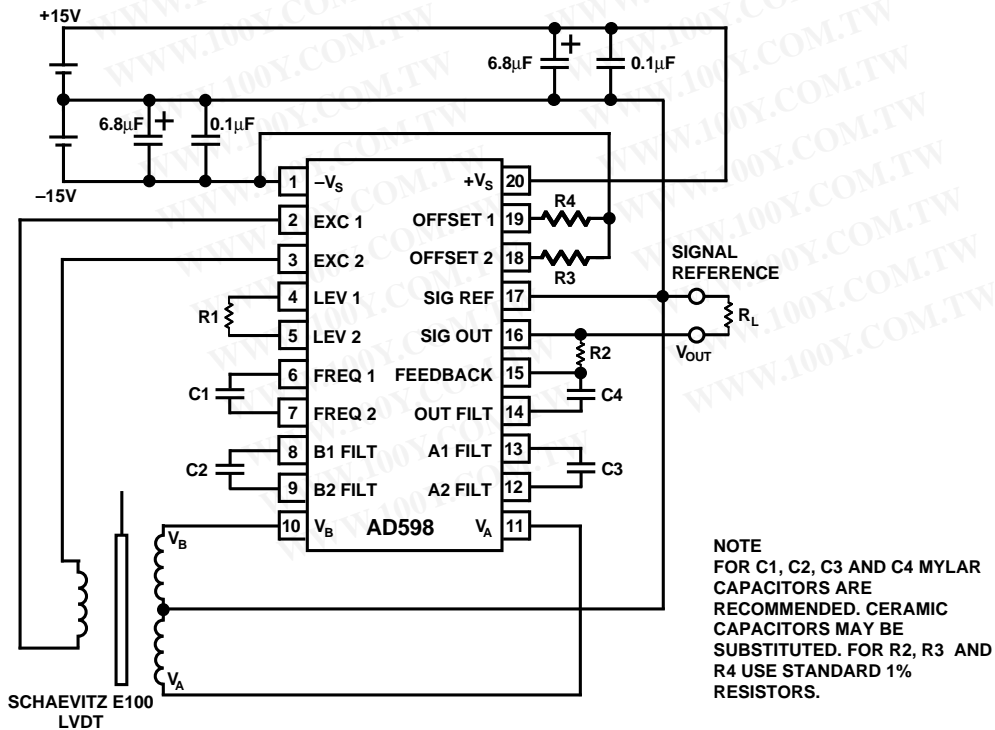 +15V
6.8µF
+
0.1µF
6.8µF
+
0.1µF
–15V
1
–VS
+VS
20
2
EXC 1
OFFSET 1
19
R4
3
EXC 2
OFFSET 2
18
R3
SIGNAL
REFERENCE
4
LEV 1
SIG REF
17
R1
RL
5
LEV 2
SIG OUT
16
R2
VOUT
6
FREQ 1
FEEDBACK
15
C1
C4
7
FREQ 2
OUT FILT
14
8
B1 FILT
A1 FILT
13
C2
C3
9
B2 FILT
A2 FILT
12
10
VB
AD598
VA
11
VB
VA
SCHAEVITZ E100
LVDT
NOTE
FOR C1, C2, C3 AND C4 MYLAR
CAPACITORS ARE
RECOMMENDED. CERAMIC
CAPACITORS MAY BE
SUBSTITUTED. FOR R2, R3 AND
R4 USE STANDARD 1%
RESISTORS.
WWW.100Y.COM.TW